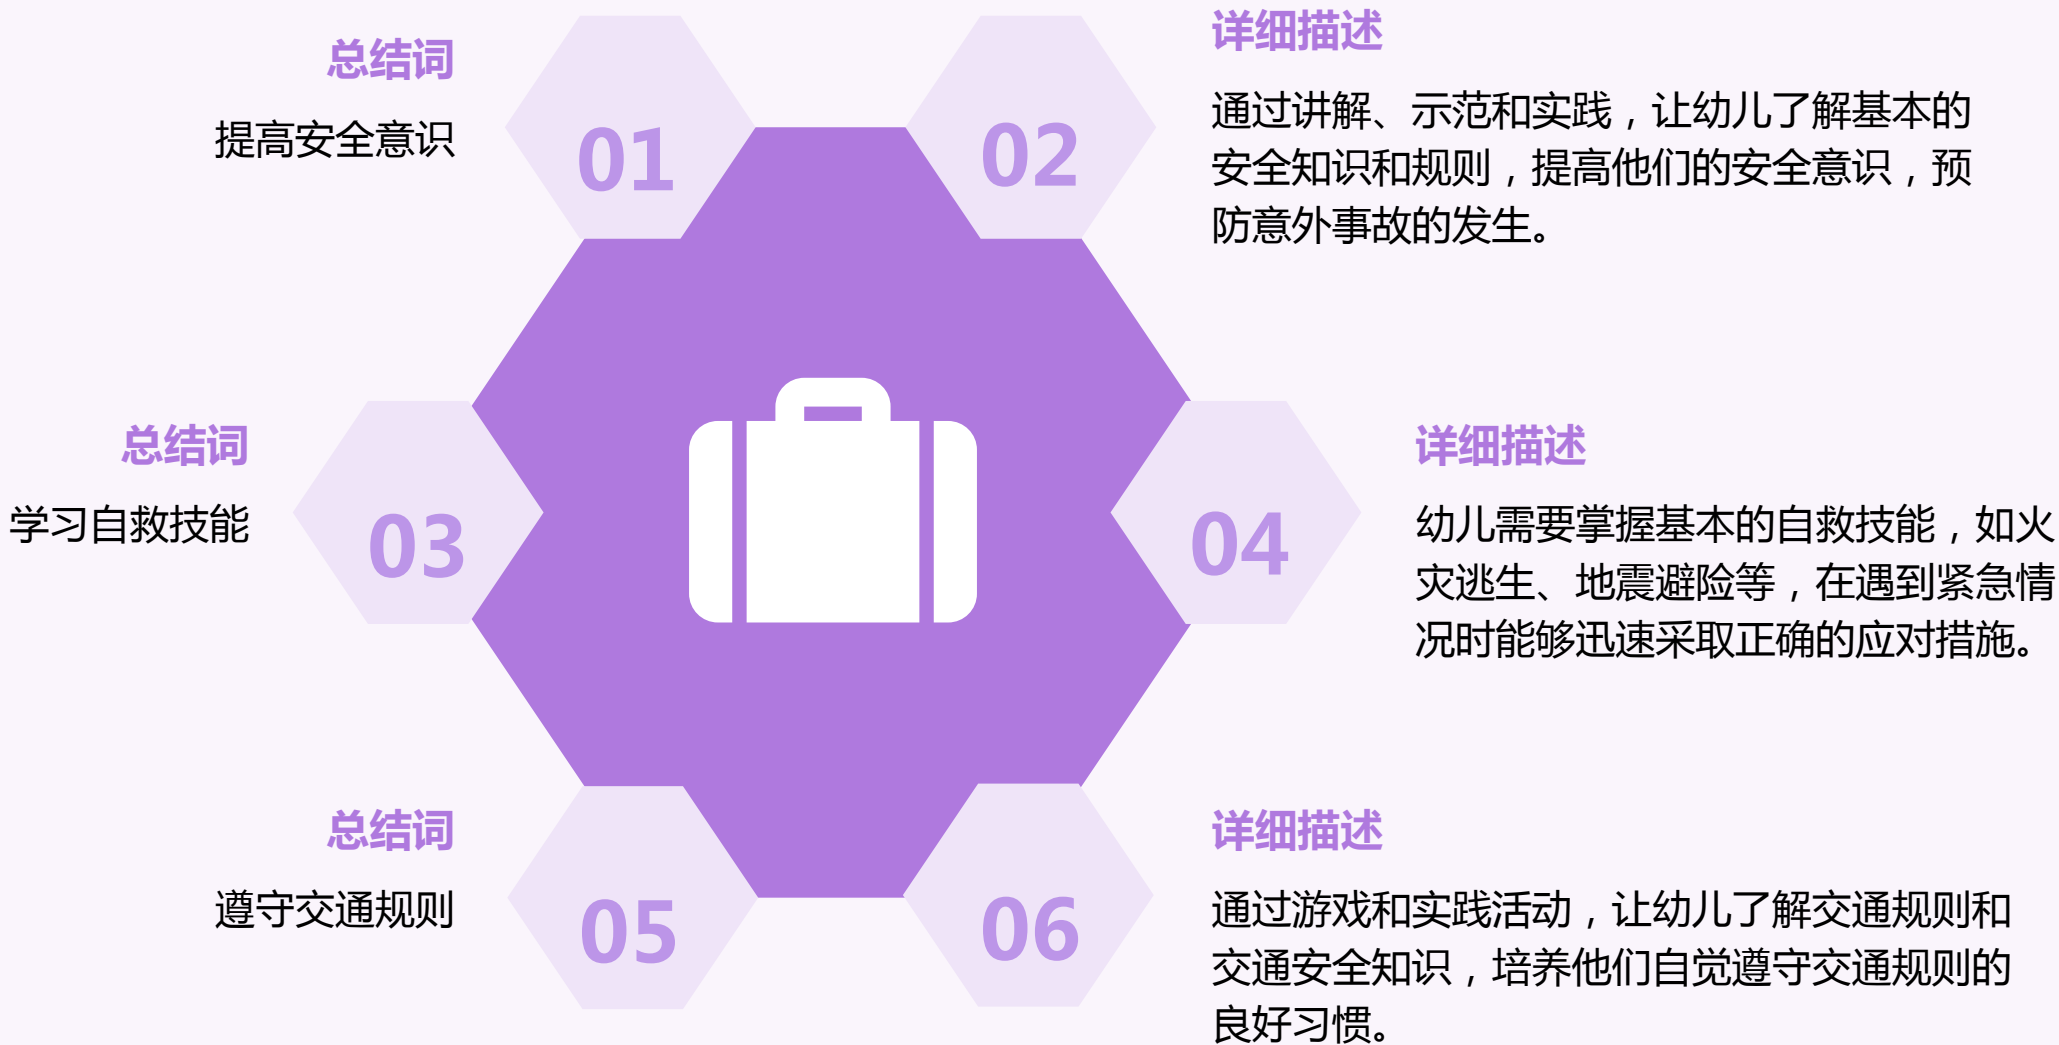 总结词
提高安全意识
01
02
详细描述
通过讲解、示范和实践，让幼儿了解基本的
安全知识和规则，提高他们的安全意识，预
防意外事故的发生。
总结词
学习自救技能
03
04
详细描述
幼儿需要掌握基本的自救技能，如火
灾逃生、地震避险等，在遇到紧急情
况时能够迅速采取正确的应对措施。
总结词
遵守交通规则
05
06
详细描述
通过游戏和实践活动，让幼儿了解交通规则和
交通安全知识，培养他们自觉遵守交通规则的
良好习惯。